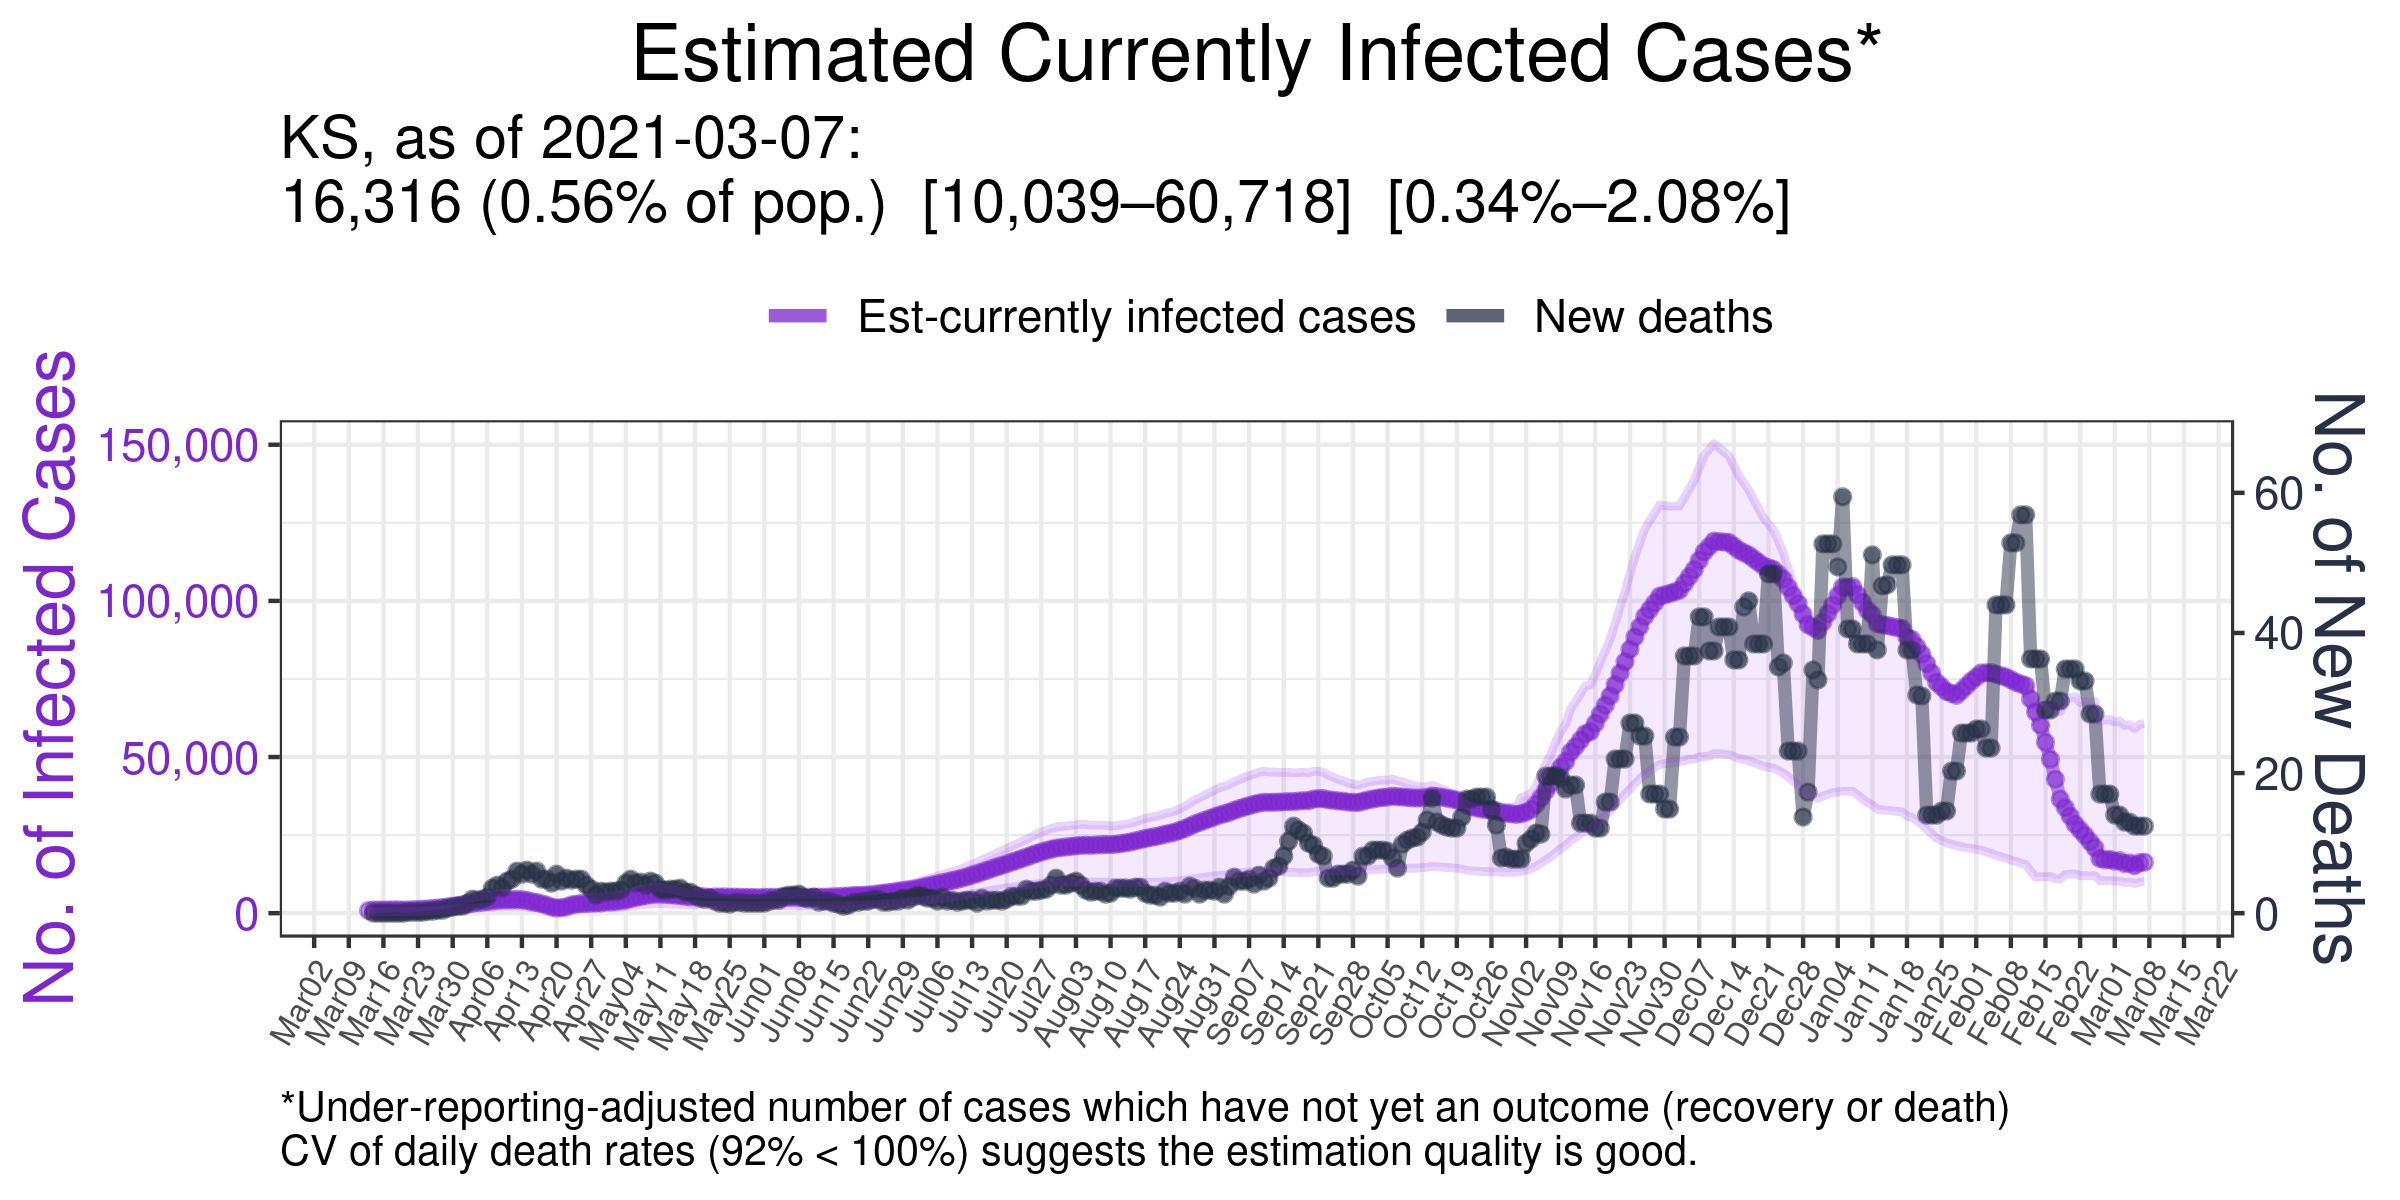 Estimated Currently Infected Cases*
KS, as of 2021-03-07:
16,316 (0.56% of pop.) [10,039–60,718] [0.34%–2.08%]
Est-currently infected cases
New deaths
No. of Infected Cases
150,000
100,000
50,000
0
60
40
20
0
No. of New Deaths
Mar02
Mar09
Mar16
Mar23
Mar30
Apr06
Apr13
Apr20
Apr27
May04
May11
May18
May25
Jun01
Jun08
Jun15
Jun22
Jun29
Jul06
Jul13
Jul20
Jul27
Aug03
Aug10
Aug17
Aug24
Aug31
Sep07
Sep14
Sep21
Sep28
Oct05
Oct12
Oct19
Oct26
Nov02
Nov09
Nov16
Nov23
Nov30
Dec07
Dec14
Dec21
Dec28
Jan04
Jan11
Jan18
Jan25
Feb01
Feb08
Feb15
Feb22
Mar01
Mar08
Mar15
Mar22
*Under-reporting-adjusted number of cases which have not yet an outcome (recovery or death)
CV of daily death rates (92% < 100%) suggests the estimation quality is good.